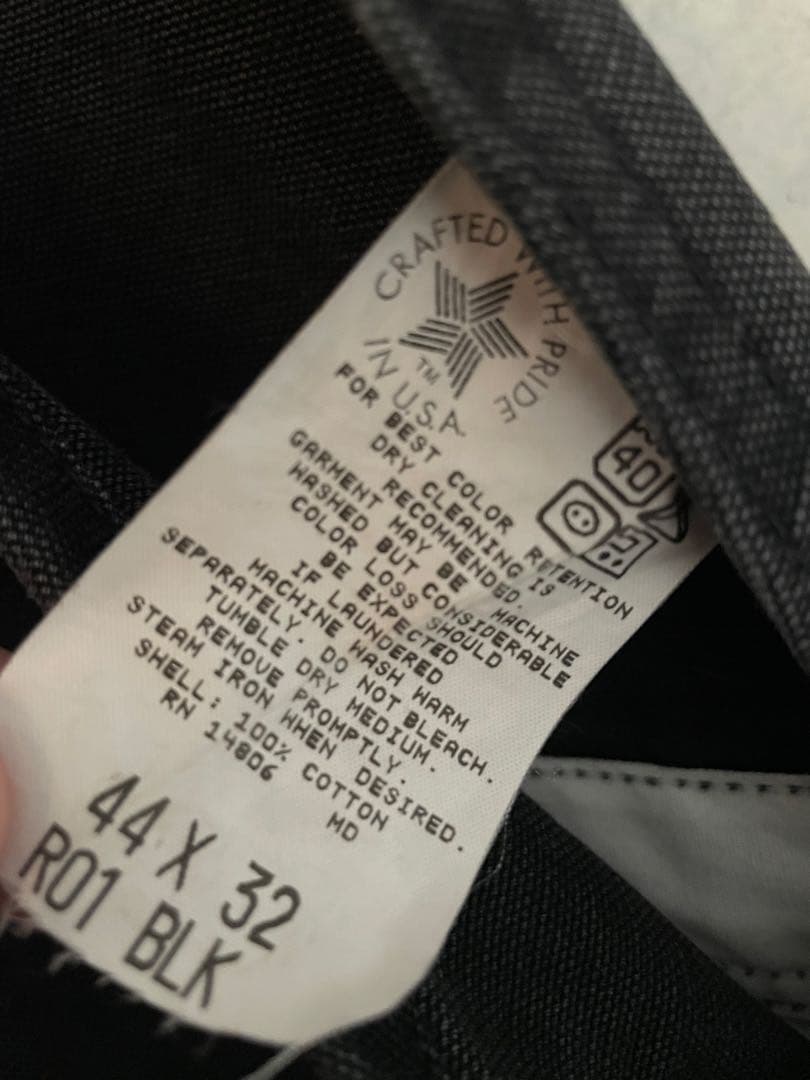 CRAFTED WITH PRIDE
IN U.S.A.
TM
40
FOR BEST COLOR RETENTION
DRY CLEANING IS
RECOMMENDED.
GARMENT MAY BE MACHINE
WASHED BUT CONSIDERABLE
COLOR LOSS SHOULD
BE EXPECTED
IF LAUNDERED
MACHINE WASH WARM
SEPARATELY. DO NOT BLEACH.
TUMBLE DRY MEDIUM.
REMOVE PROMPTLY.
STEAM IRON WHEN DESIRED.
SHELL: 100% COTTON
RN 14806 MD
44 X 32
R01 BLK